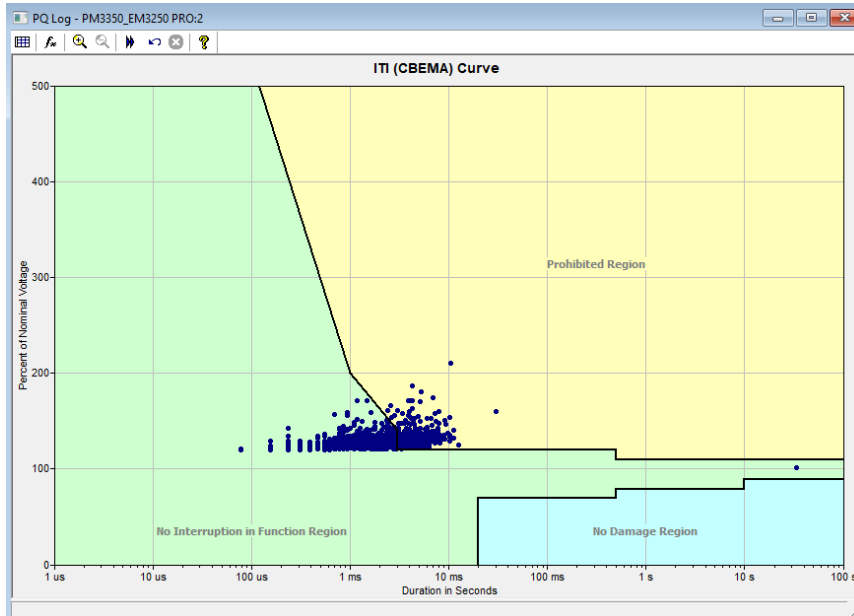 PQ Log - PM3350_EM3250 PRO:2
ITI (CBEMA) Curve
500
400
300
200
100
0
Percent of Nominal Voltage
Prohibited Region
No Interruption in Function Region
No Damage Region
1 us
10 us
100 us
1 ms
10 ms
100 ms
1 s
10 s
100 s
Duration in Seconds